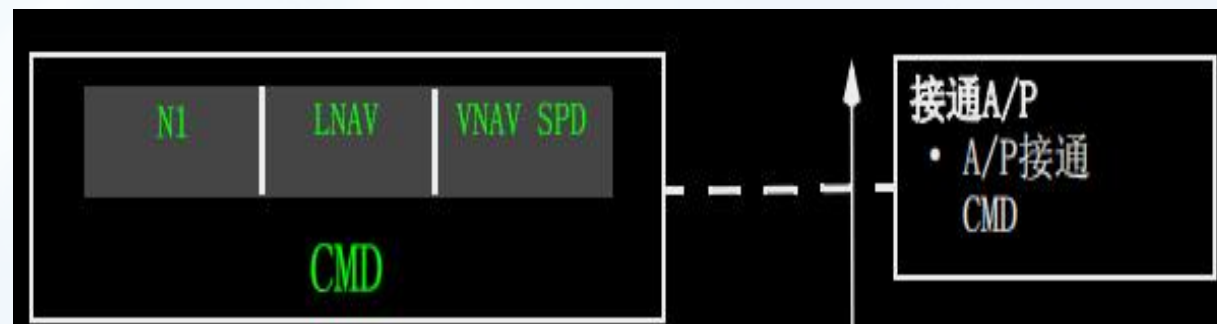 N1 LNAV VNAV SPD
CMD
接通A/P
• A/P接通
CMD